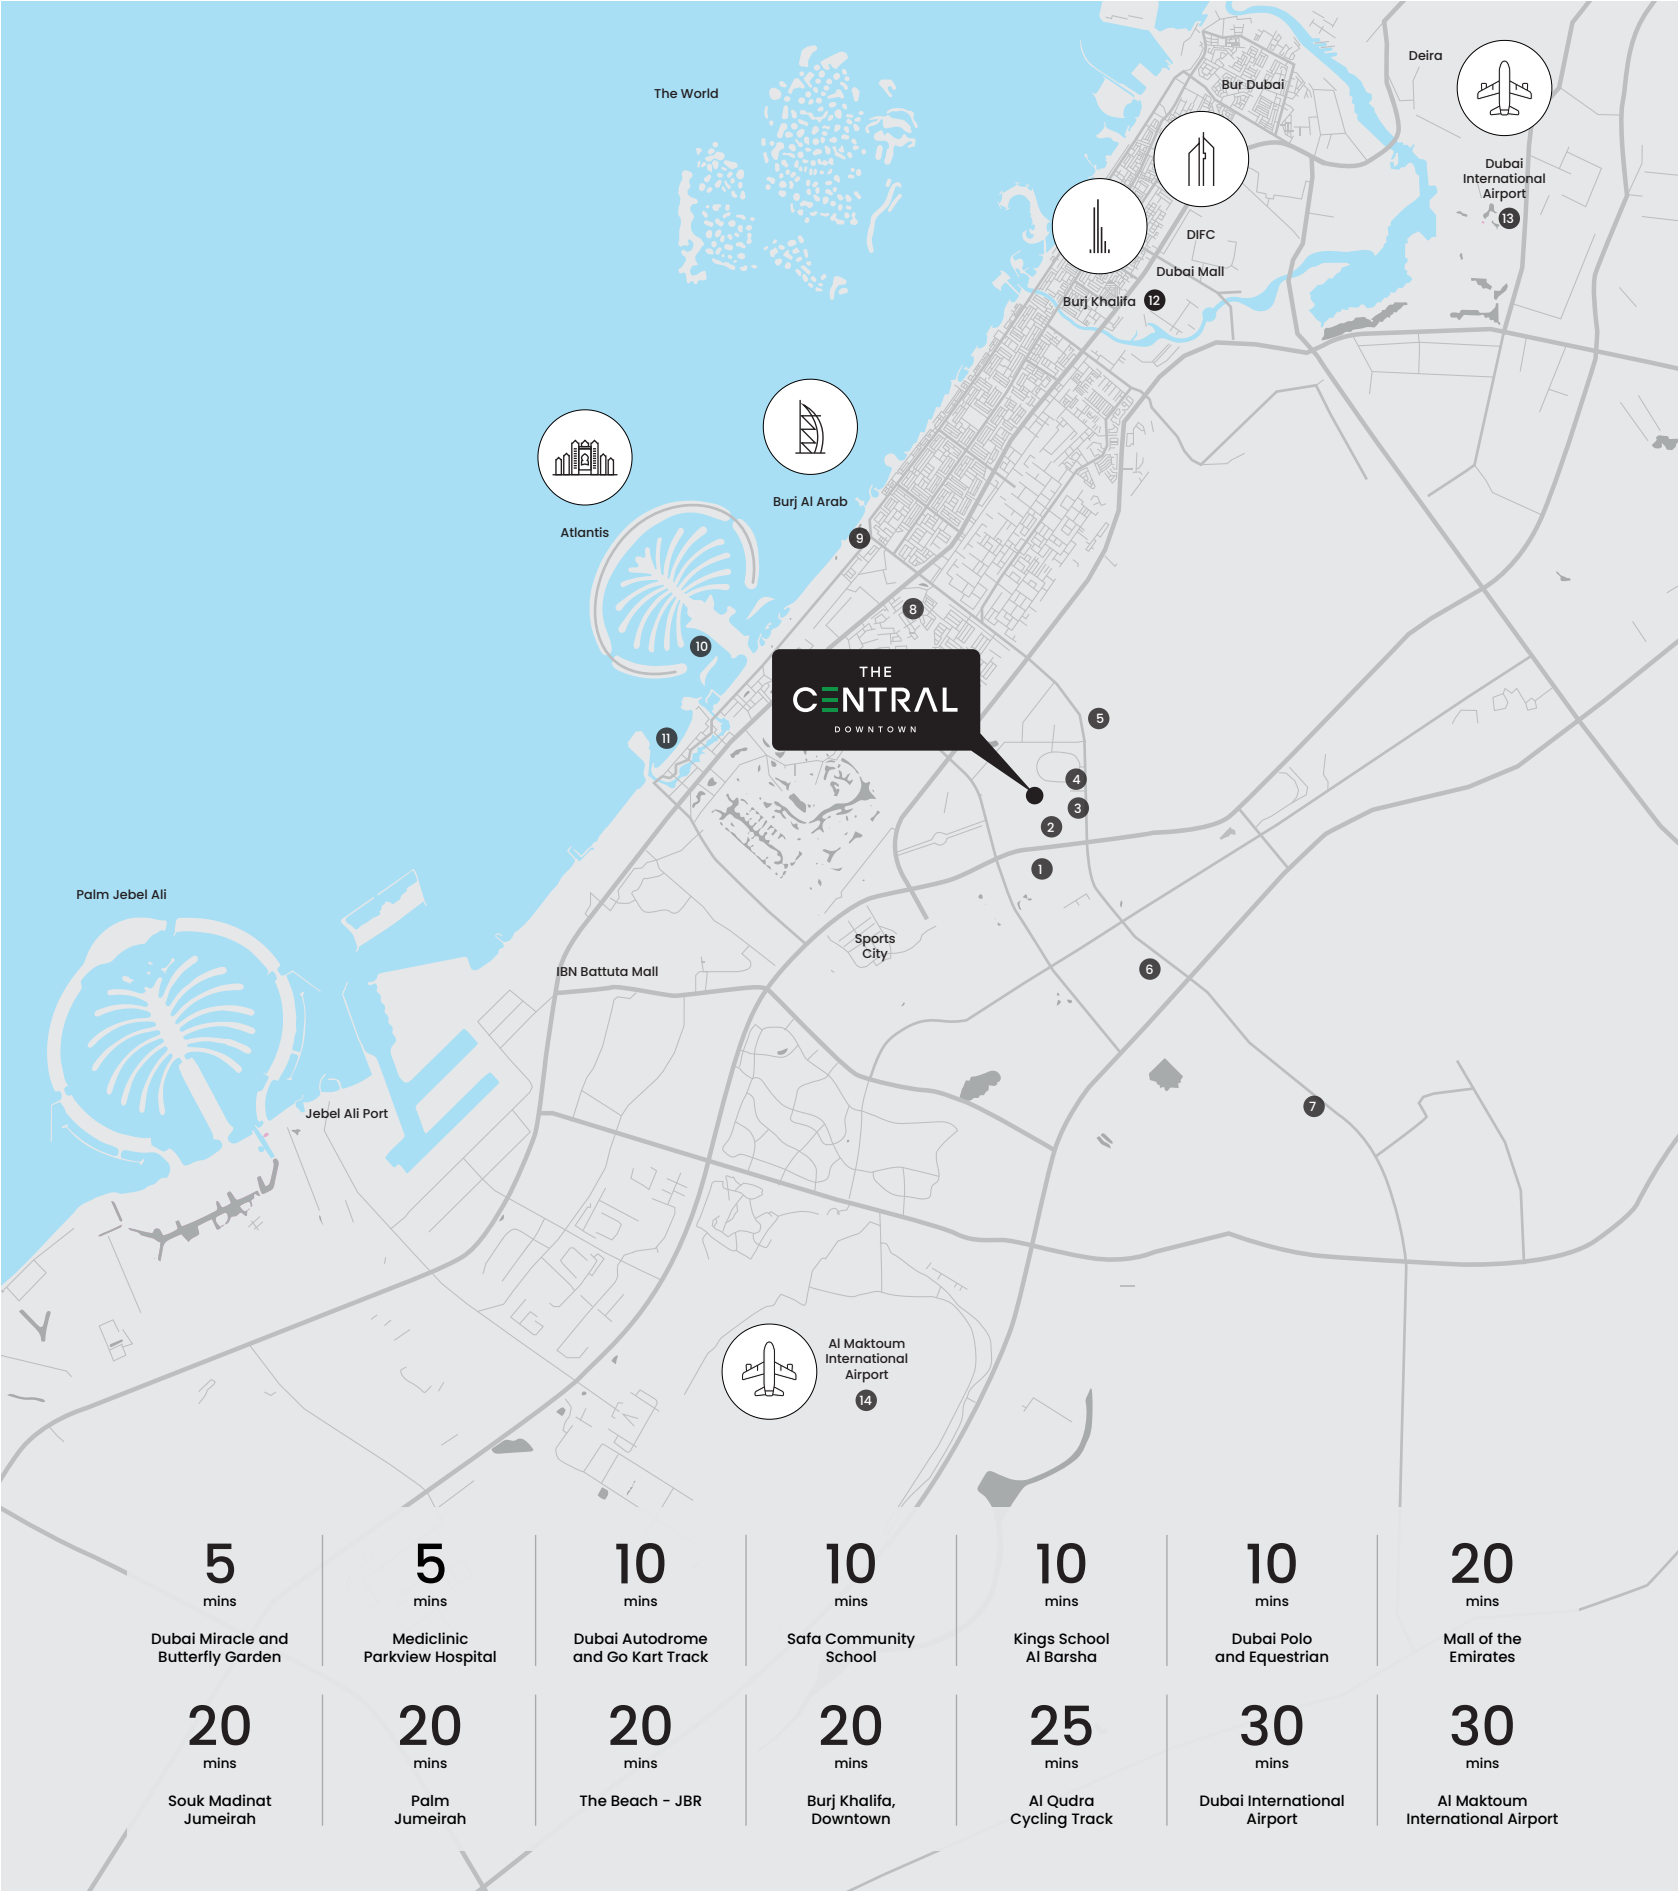 The World
Deira
Bur Dubai
Dubai
International
Airport
13
DIFC
Dubai Mall
Burj Khalifa 12
Burj Al Arab
Atlantis
9
8
10
THE
CENTRAL
DOWNTOWN
11
5
4
3
2
1
Palm Jebel Ali
Sports
City
IBN Battuta Mall
6
Jebel Ali Port
7
Al Maktoum
International
Airport
14
5
mins
Dubai Miracle and
Butterfly Garden
5
mins
Mediclinic
Parkview Hospital
10
mins
Dubai Autodrome
and Go Kart Track
10
mins
Safa Community
School
10
mins
Kings School
Al Barsha
10
mins
Dubai Polo
and Equestrian
20
mins
Mall of the
Emirates
20
mins
Souk Madinat
Jumeirah
20
mins
Palm
Jumeirah
20
mins
The Beach - JBR
20
mins
Burj Khalifa,
Downtown
25
mins
Al Qudra
Cycling Track
30
mins
Dubai International
Airport
30
mins
Al Maktoum
International Airport